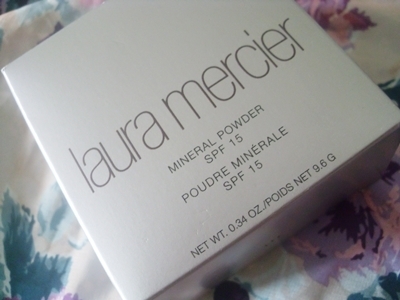 laura mercier
MINERAL POWDER
SPF 15
POUDRE MINÉRALE
SPF 15
NET WT. 0.34 OZ./POIDS NET 9.6 G